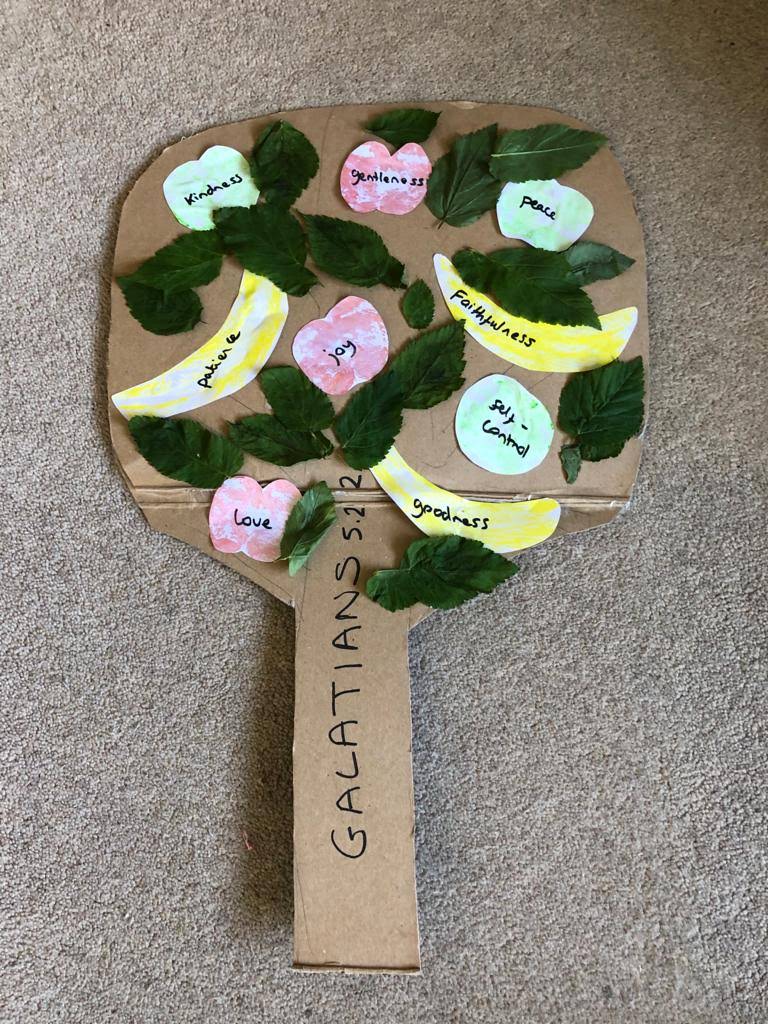 kindness
gentleness
peace
Faithfulness
patience
joy
self-
control
love
goodness
GALATIANS 5:22